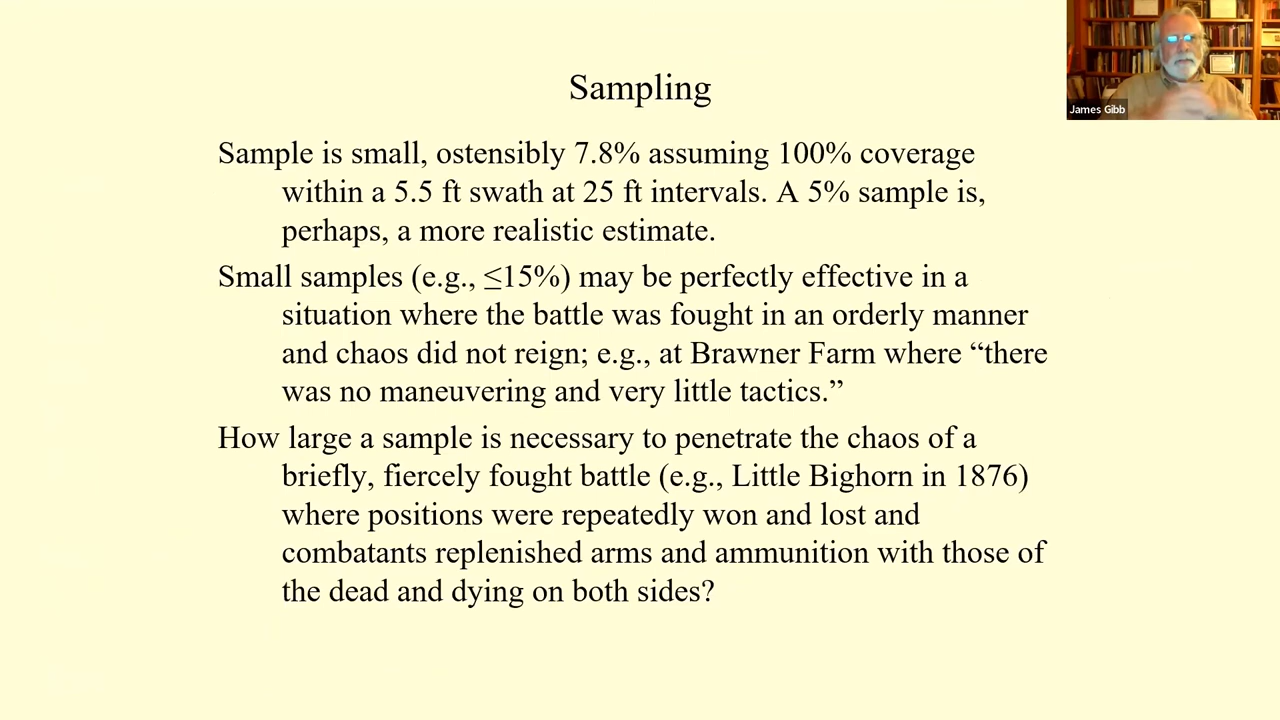 Sampling
James Gibb
Sample is small, ostensibly 7.8% assuming 100% coverage
within a 5.5 ft swath at 25 ft intervals. A 5% sample is,
perhaps, a more realistic estimate.
Small samples (e.g., ≤15%) may be perfectly effective in a
situation where the battle was fought in an orderly manner
and chaos did not reign; e.g., at Brawner Farm where “there
was no maneuvering and very little tactics.”
How large a sample is necessary to penetrate the chaos of a
briefly, fiercely fought battle (e.g., Little Bighorn in 1876)
where positions were repeatedly won and lost and
combatants replenished arms and ammunition with those of
the dead and dying on both sides?